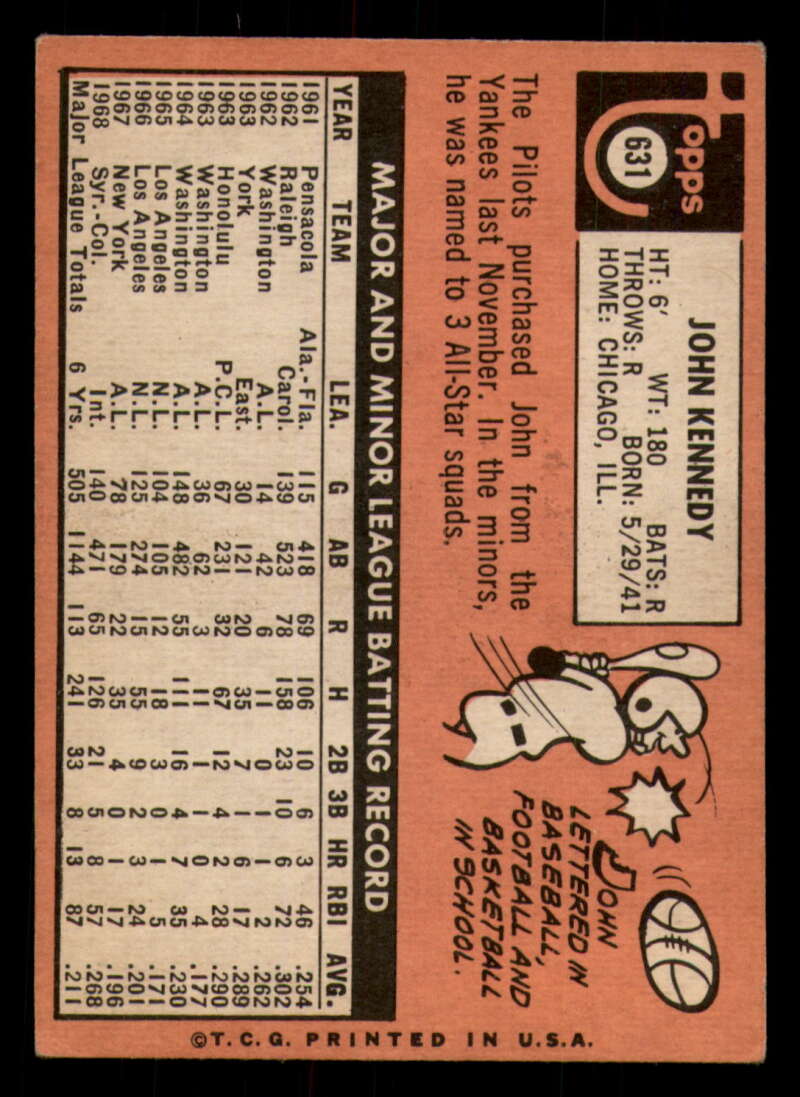 Topps
631
JOHN KENNEDY
HT: 6' WT: 180 BATS: R
THROWS: R BORN: 5/29/41
HOME: CHICAGO, ILL.
The Pilots purchased John from the
Yankees last November. In the minors,
he was named to 3 All-Star squads.
JOHN
LETTERED IN
BASEBALL,
FOOTBALL AND
BASKETBALL
IN SCHOOL.
MAJOR AND MINOR LEAGUE BATTING RECORD
YEAR TEAM LEA. G AB R H 2B 3B HR RBI AVG.
1961 Pensacola Ala.-Fla. 115 418 69 106 10 6 3 46 .254
1962 Raleigh Carol. 139 523 78 158 23 10 6 72 .302
1962 Washington A.L. 14 42 6 11 0 1 1 2 .262
1963 York East. 30 121 20 35 7 1 6 17 .289
1963 Honolulu P.C.L. 67 231 32 67 12 4 2 28 .290
1963 Washington A.L. 36 62 3 11 1 1 0 4 .177
1964 Washington A.L. 148 482 55 111 16 4 7 35 .230
1965 Los Angeles N.L. 104 105 12 18 3 0 1 5 .171
1966 Los Angeles N.L. 125 274 15 55 9 2 3 24 .201
1967 New York A.L. 78 179 22 35 4 0 1 17 .196
1968 Syr.-Col. Int. 140 471 65 126 21 5 8 57 .268
Major League Totals 6 Yrs. 505 1144 113 241 33 8 13 87 .211
©T.C.G. PRINTED IN U.S.A.